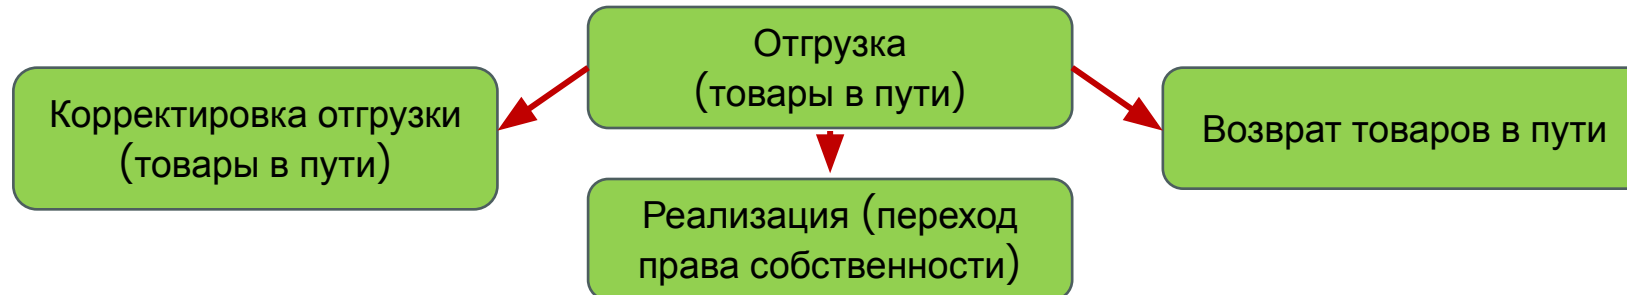 Отгрузка
(товары в пути)
Корректировка отгрузки
(товары в пути)
Возврат товаров в пути
Реализация (переход
права собственности)